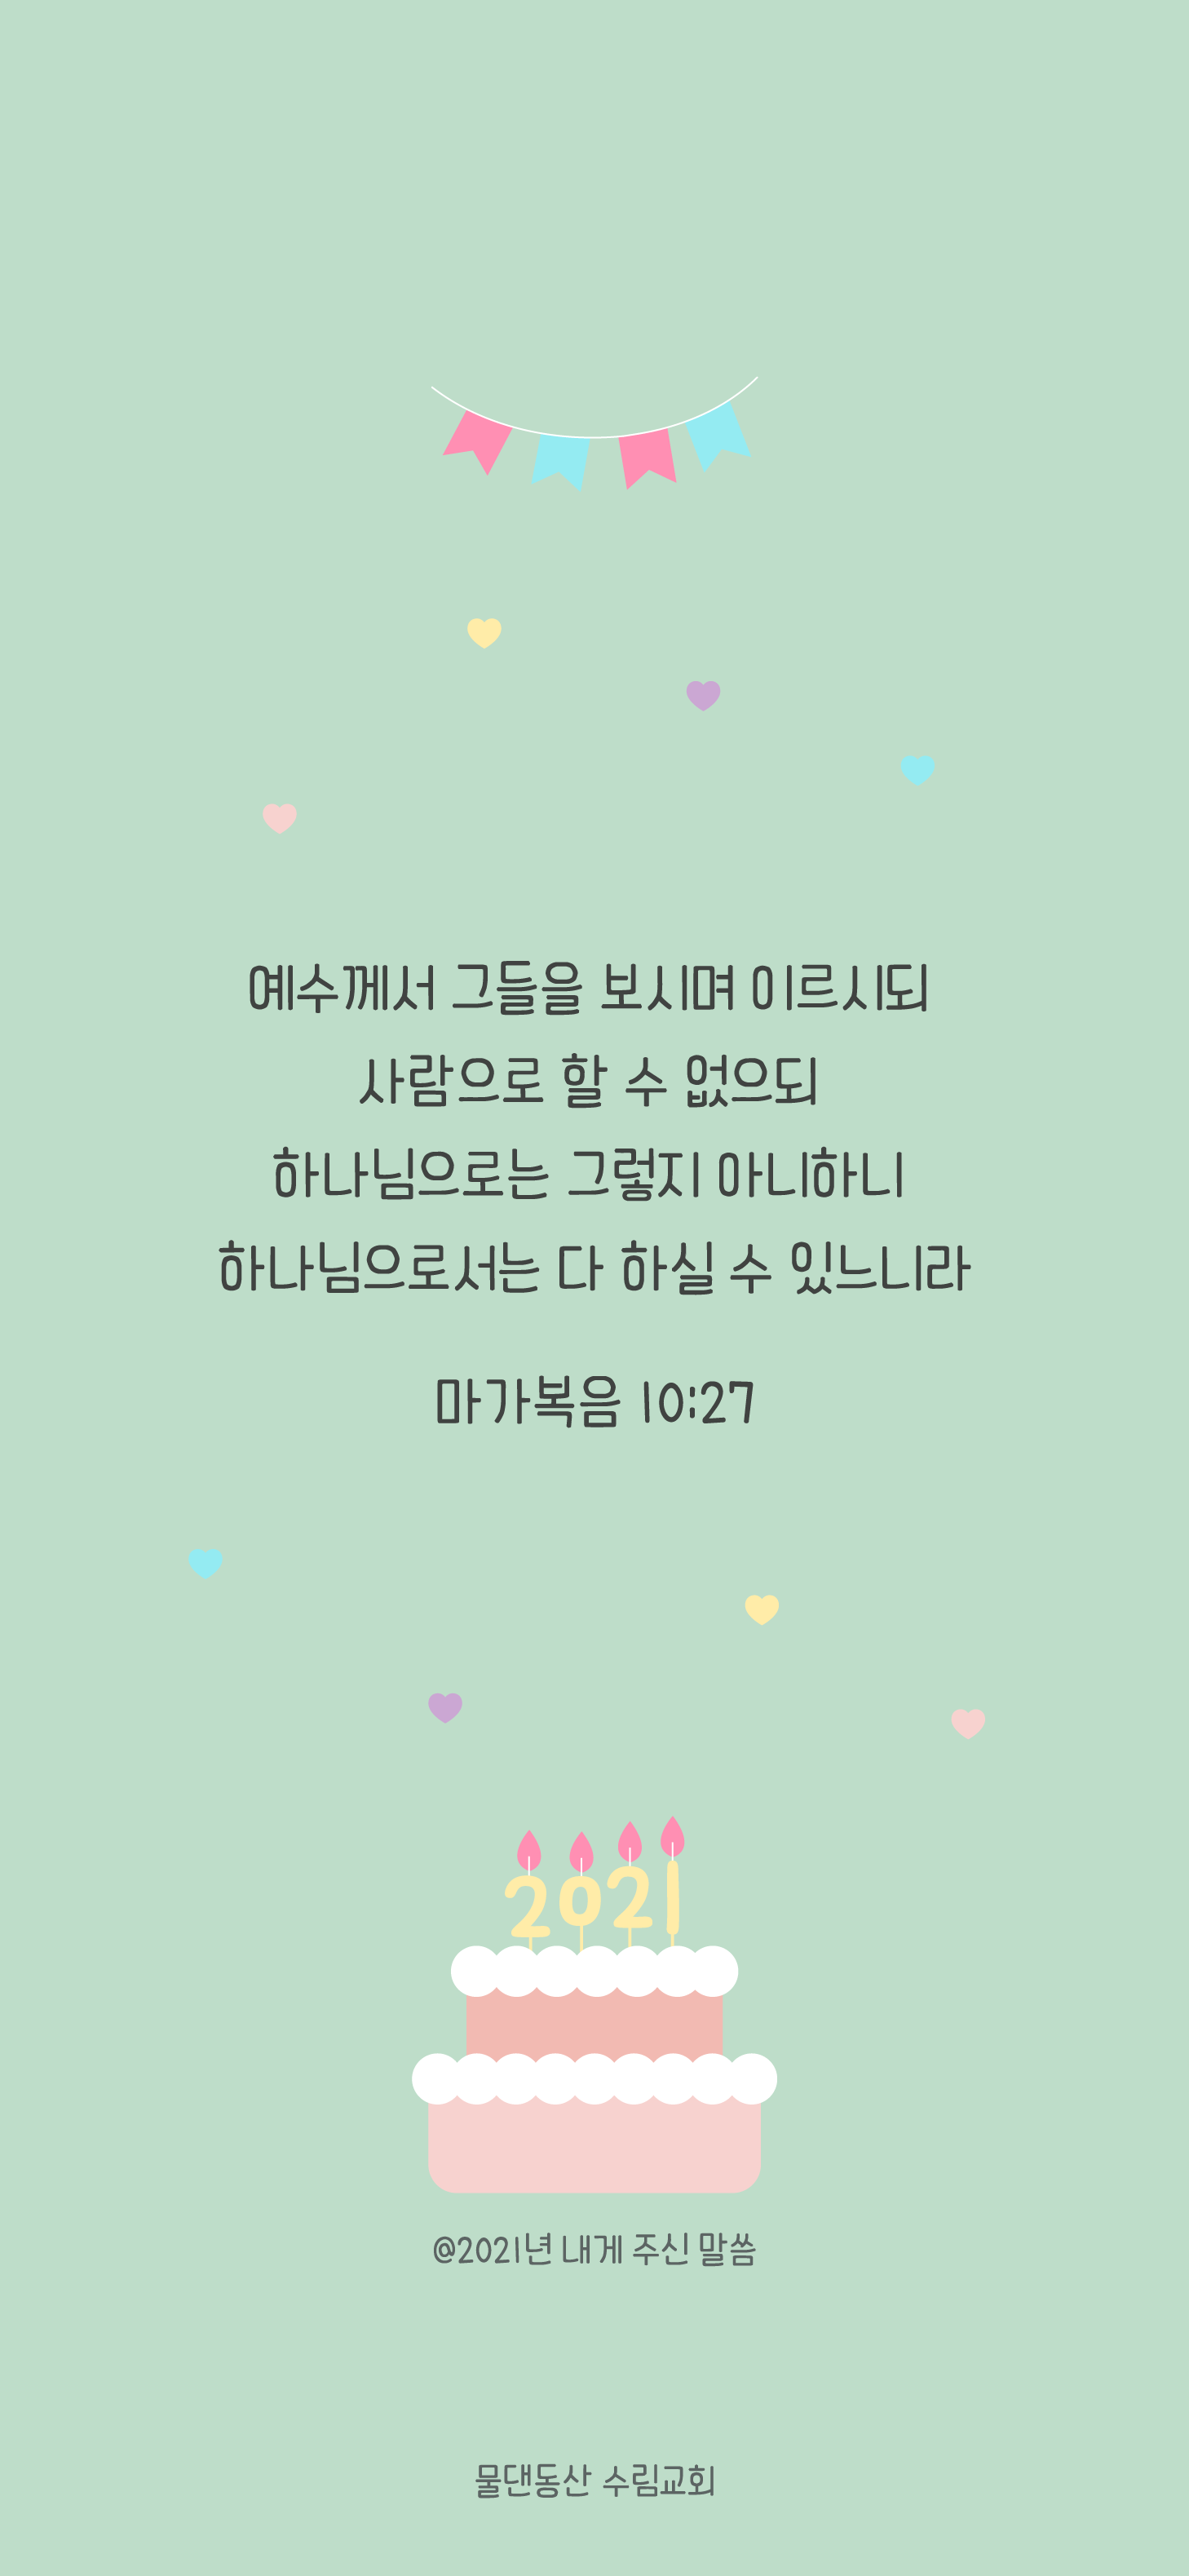 예수께서 그들을 보시며 이르시되
사람으로 할 수 없으되
하나님으로는 그렇지 아니하니
하나님으로서는 다 하실 수 있느니라
마가복음 10:27
2021
@2021년 내게 주신 말씀
물댄동산 수림교회